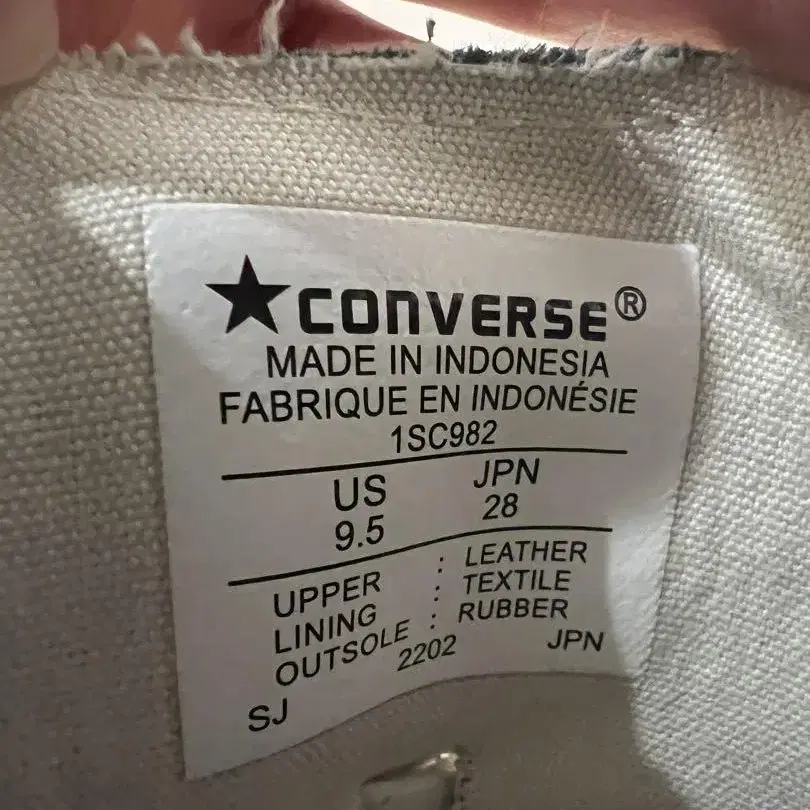 CONVERSE®
MADE IN INDONESIA
FABRIQUE EN INDONÉSIE
1SC982
US JPN
9.5 28
UPPER : LEATHER
LINING : TEXTILE
OUTSOLE : RUBBER
2202 JPN
SJ